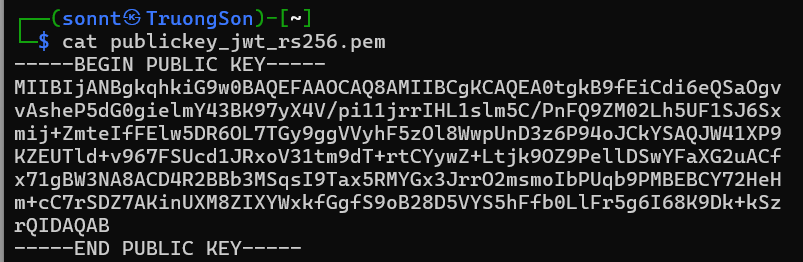 ┌──(sonnt㉿TruongSon)-[~]
└─$ cat publickey_jwt_rs256.pem
-----BEGIN PUBLIC KEY-----
MIIBIjANBgkqhkiG9w0BAQEFAAOCAQ8AMIIBCgKCAQEA0tgkB9fEiCdi6eQSaOgv
vAsheP5dG0gielmY43BK97yX4V/pi11jrrIHL1slm5C/PnFQ9ZM02Lh5UF1SJ6Sx
mij+ZmteIfFElw5DR6OL7TGy9ggVVyhF5zOl8WwpUnD3z6P94oJCkYSAQJW41XP9
KZEUTld+v967FSUcd1JRxoV31tm9dT+rtCYywZ+Ltjk9OZ9PellDSwYFaXG2uACf
x71gBW3NA8ACD4R2BBb3MSqsI9Tax5RMYGx3JrrO2msmoIbPUqb9PMBEBCY72HeH
m+cC7rSDZ7AKinUXM8ZIXYWxkfGgfS9oB28D5VYS5hFfb0LlFr5g6I68K9Dk+kSz
rQIDAQAB
-----END PUBLIC KEY-----